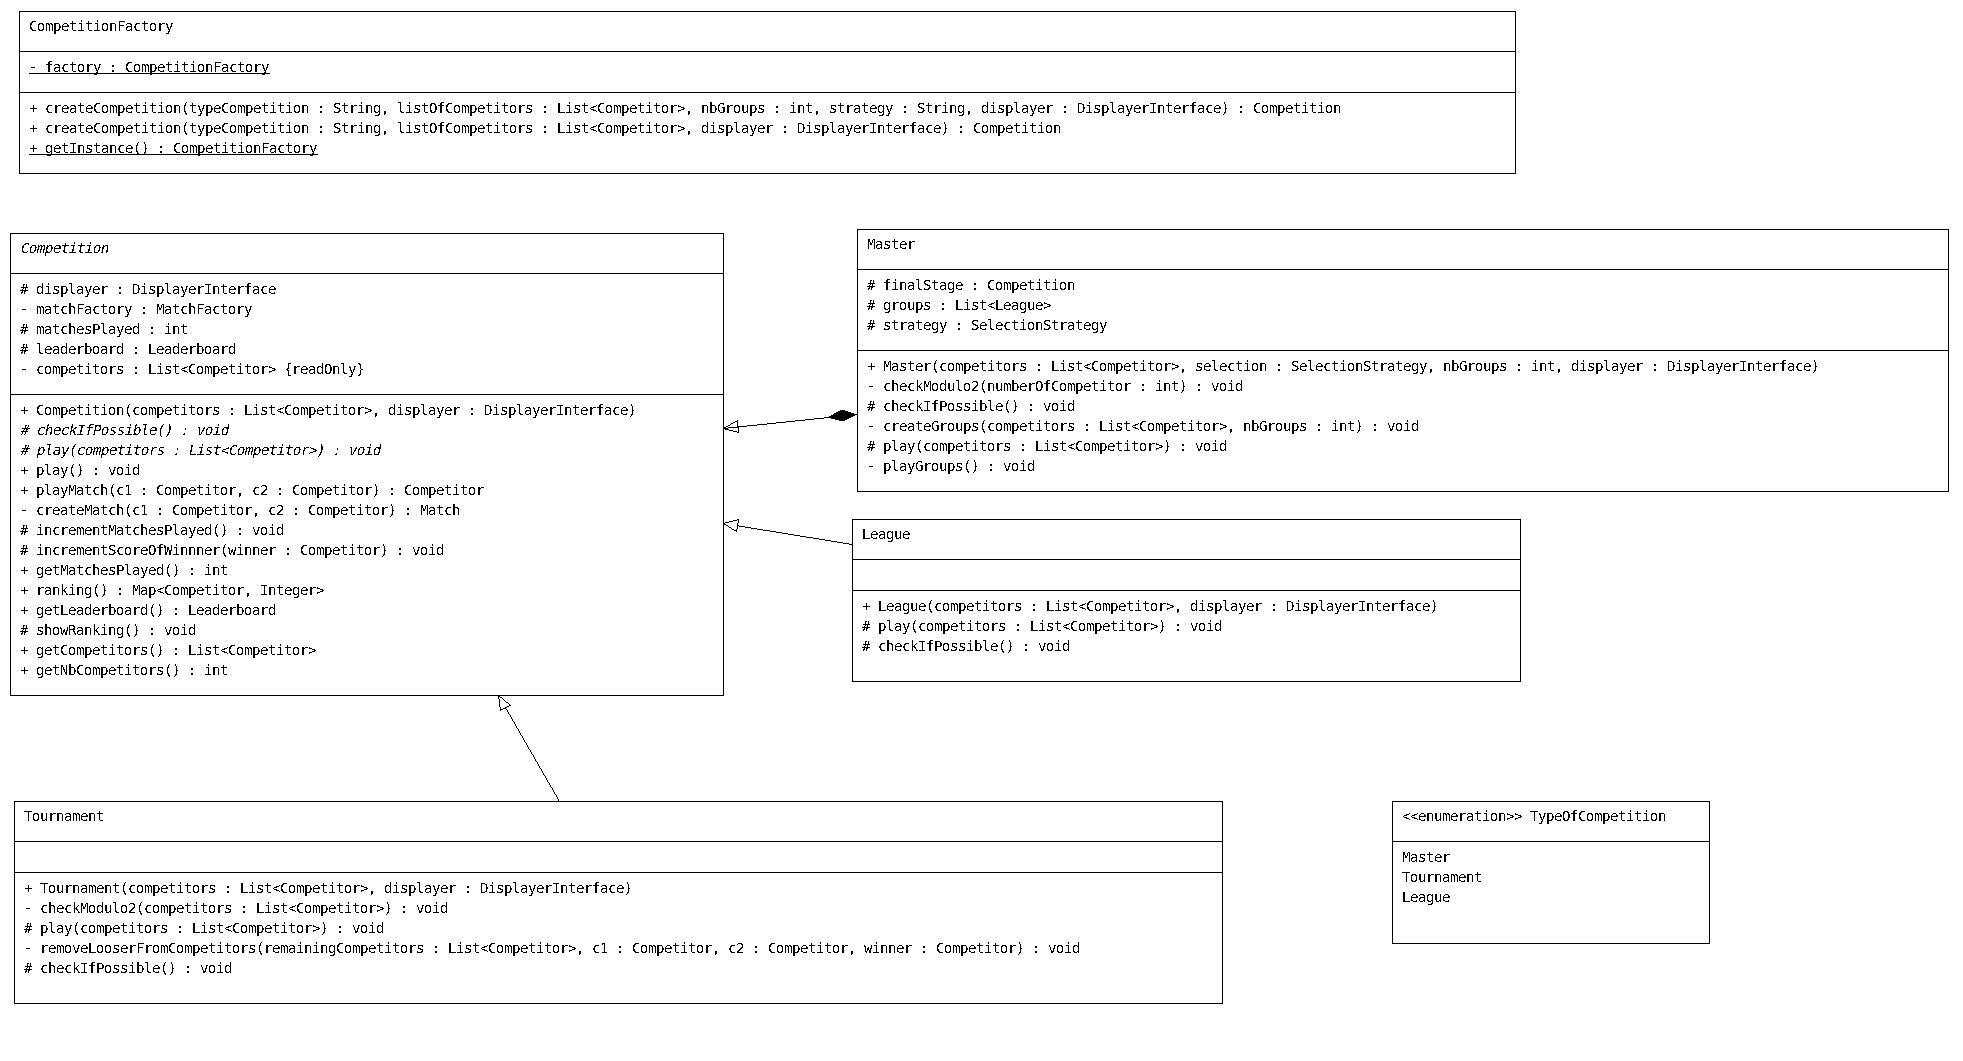 CompetitionFactory
- factory : CompetitionFactory
+ createCompetition(typeCompetition : String, listOfCompetitors : List<Competitor>, nbGroups : int, strategy : String, displayer : DisplayerInterface) : Competition
+ createCompetition(typeCompetition : String, listOfCompetitors : List<Competitor>, displayer : DisplayerInterface) : Competition
+ getInstance() : CompetitionFactory
Competition
# displayer : DisplayerInterface
- matchFactory : MatchFactory
# matchesPlayed : int
# leaderboard : Leaderboard
- competitors : List<Competitor> {readOnly}
+ Competition(competitors : List<Competitor>, displayer : DisplayerInterface)
# checkIfPossible() : void
# play(competitors : List<Competitor>) : void
+ play() : void
+ playMatch(c1 : Competitor, c2 : Competitor) : Competitor
- createMatch(c1 : Competitor, c2 : Competitor) : Match
# incrementMatchesPlayed() : void
# incrementScoreOfWinnner(winner : Competitor) : void
+ getMatchesPlayed() : int
+ ranking() : Map<Competitor, Integer>
+ getLeaderboard() : Leaderboard
# showRanking() : void
+ getCompetitors() : List<Competitor>
+ getNbCompetitors() : int
Master
# finalStage : Competition
# groups : List<League>
# strategy : SelectionStrategy
+ Master(competitors : List<Competitor>, selection : SelectionStrategy, nbGroups : int, displayer : DisplayerInterface)
- checkModulo2(numberOfCompetitor : int) : void
# checkIfPossible() : void
- createGroups(competitors : List<Competitor>, nbGroups : int) : void
# play(competitors : List<Competitor>) : void
- playGroups() : void
League
+ League(competitors : List<Competitor>, displayer : DisplayerInterface)
# play(competitors : List<Competitor>) : void
# checkIfPossible() : void
Tournament
+ Tournament(competitors : List<Competitor>, displayer : DisplayerInterface)
- checkModulo2(competitors : List<Competitor>) : void
# play(competitors : List<Competitor>) : void
- removeLooserFromCompetitors(remainingCompetitors : List<Competitor>, c1 : Competitor, c2 : Competitor, winner : Competitor) : void
# checkIfPossible() : void
<<enumeration>> TypeOfCompetition
Master
Tournament
League